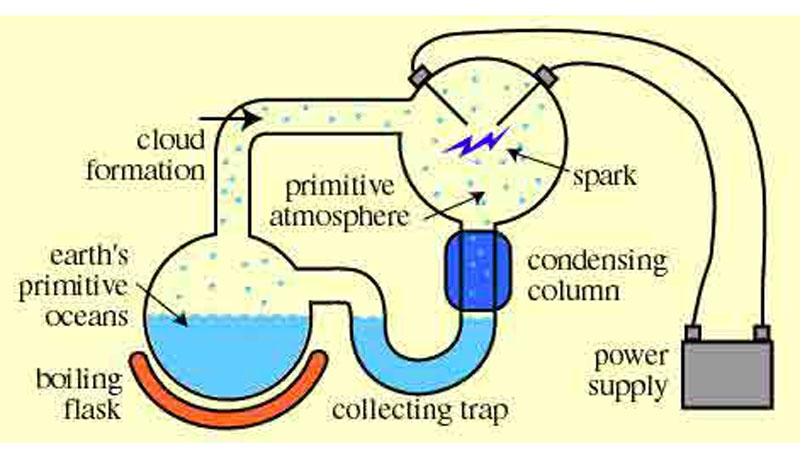 cloud
formation
primitive
atmosphere
spark
earth's
primitive
oceans
condensing
column
boiling
flask
collecting trap
power
supply